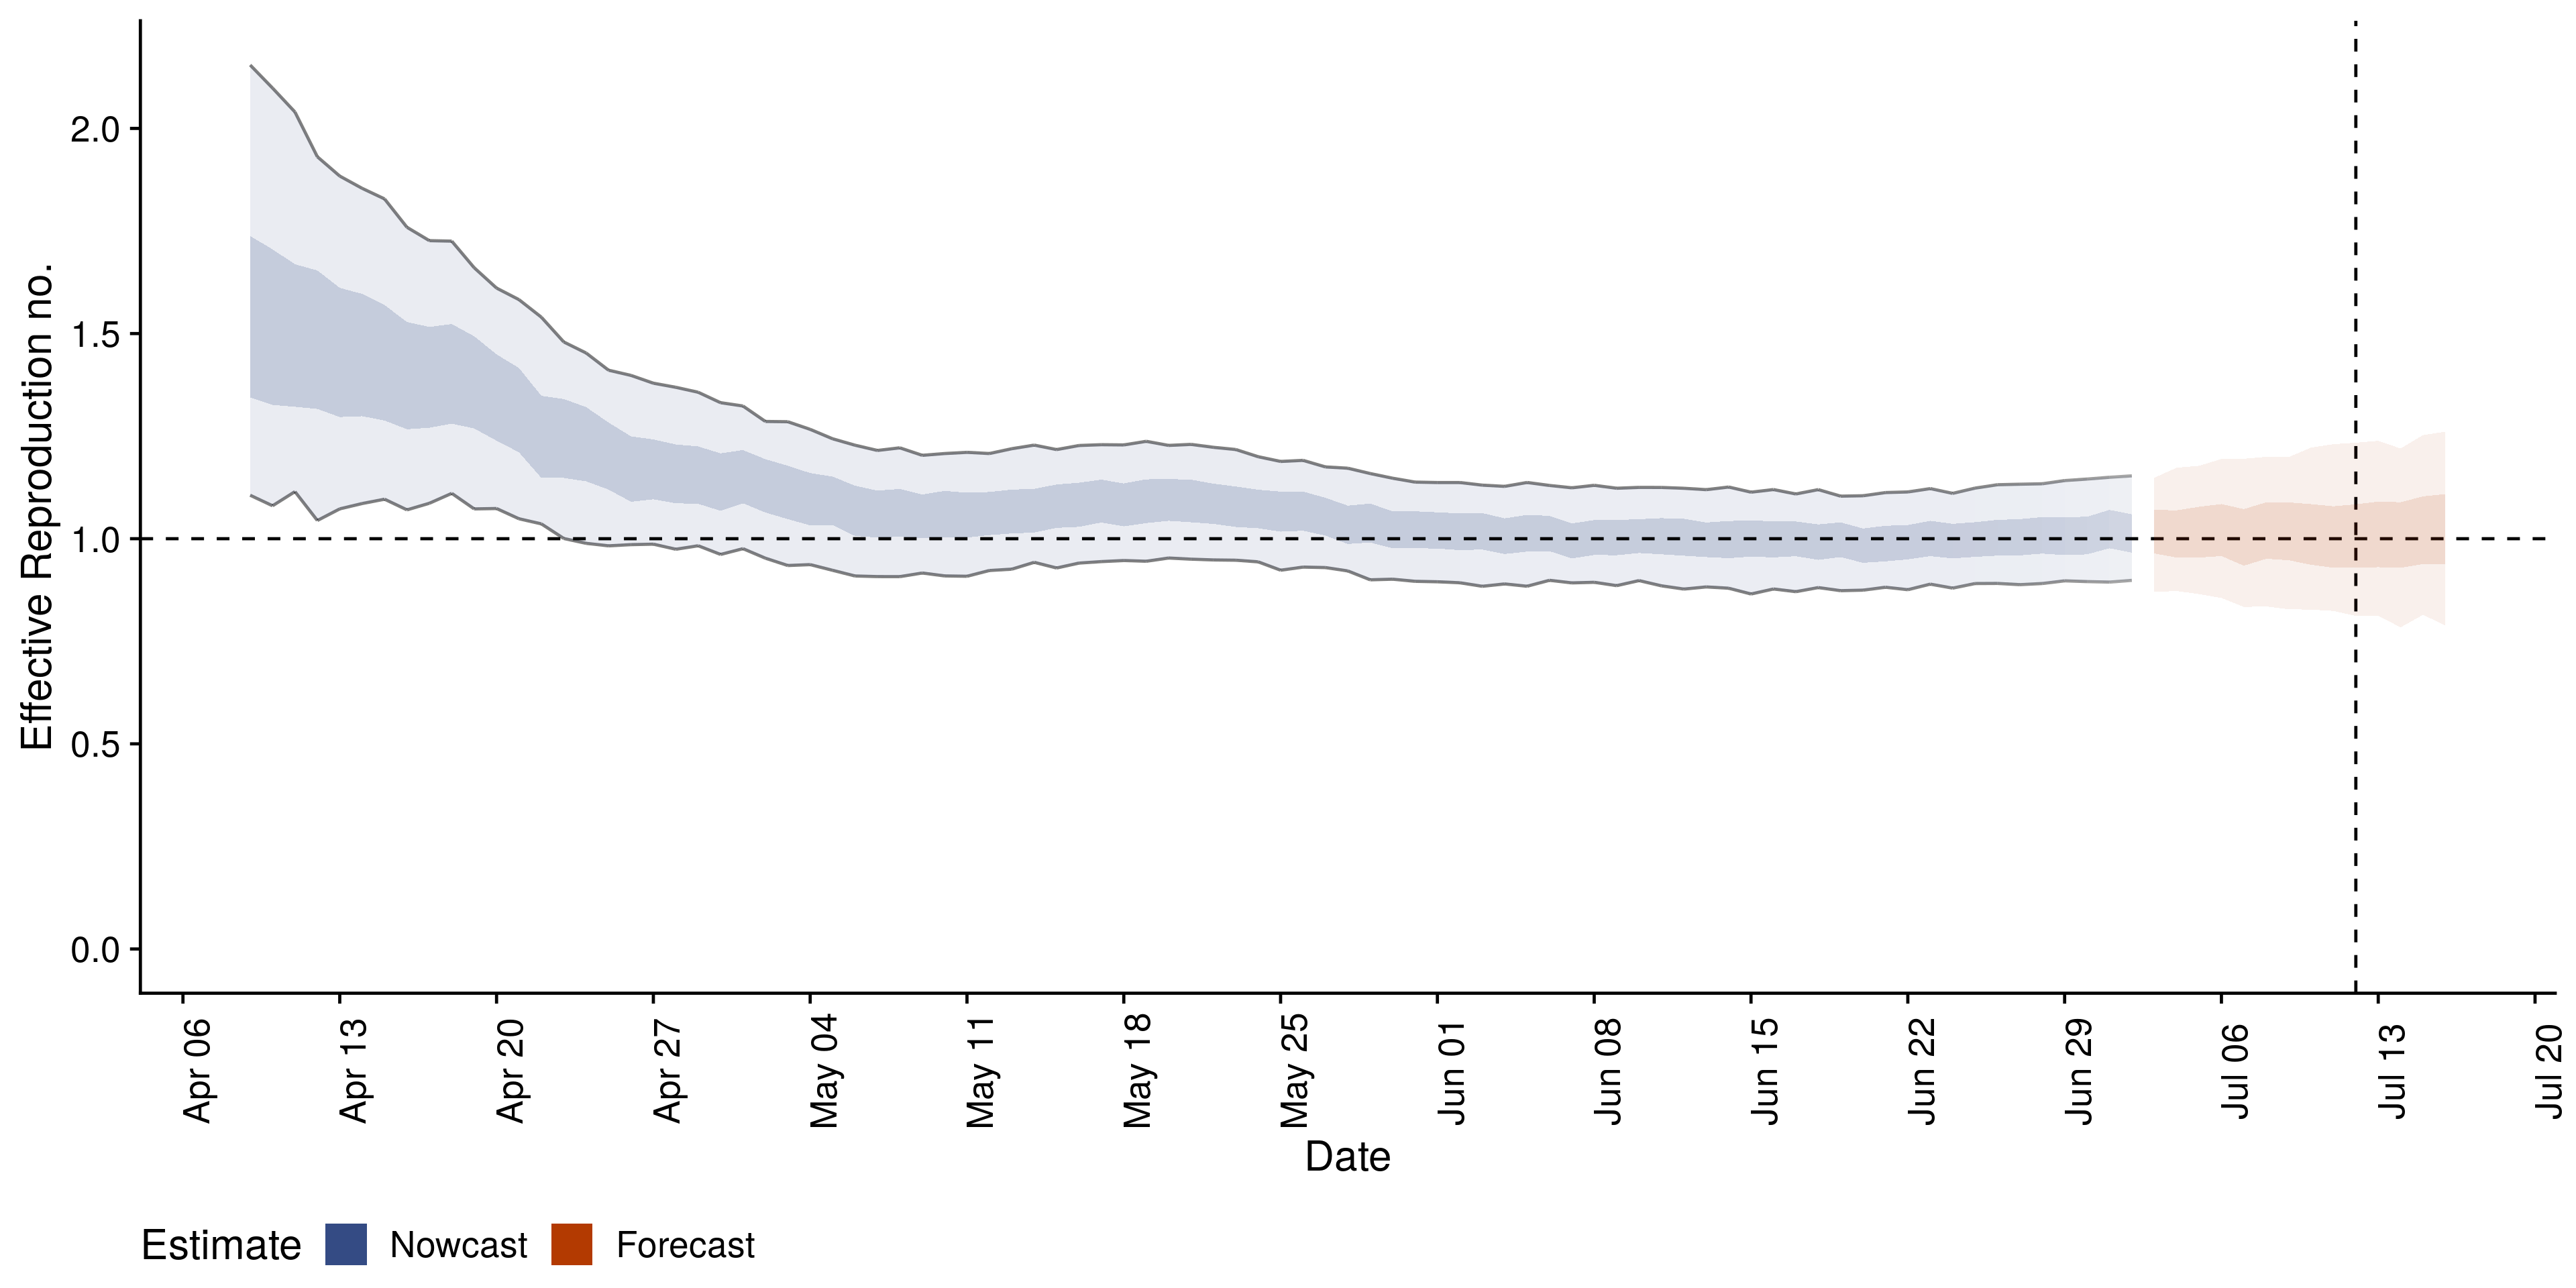 Effective Reproduction no.
2.0
1.5
1.0
0.5
0.0
Apr 06
Apr 13
Apr 20
Apr 27
May 04
May 11
May 18
May 25
Jun 01
Jun 08
Jun 15
Jun 22
Jun 29
Jul 06
Jul 13
Jul 20
Date
Estimate Nowcast Forecast